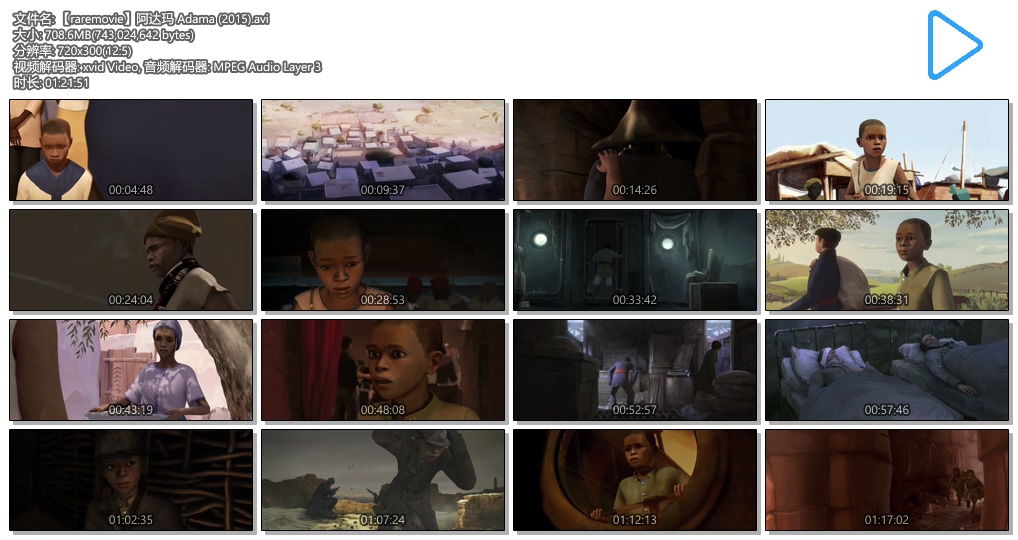 文件名: 【raremovie】阿达玛 Adama (2015).avi
大小: 708.6MB(743,024,642 bytes)
分辨率: 720x300(12:5)
视频解码器: xvid Video, 音频解码器: MPEG Audio Layer 3
时长: 01:21:51
00:04:48 00:09:37 00:14:26 00:19:15
00:24:04 00:28:53 00:33:42 00:38:31
00:43:19 00:48:08 00:52:57 00:57:46
01:02:35 01:07:24 01:12:13 01:17:02